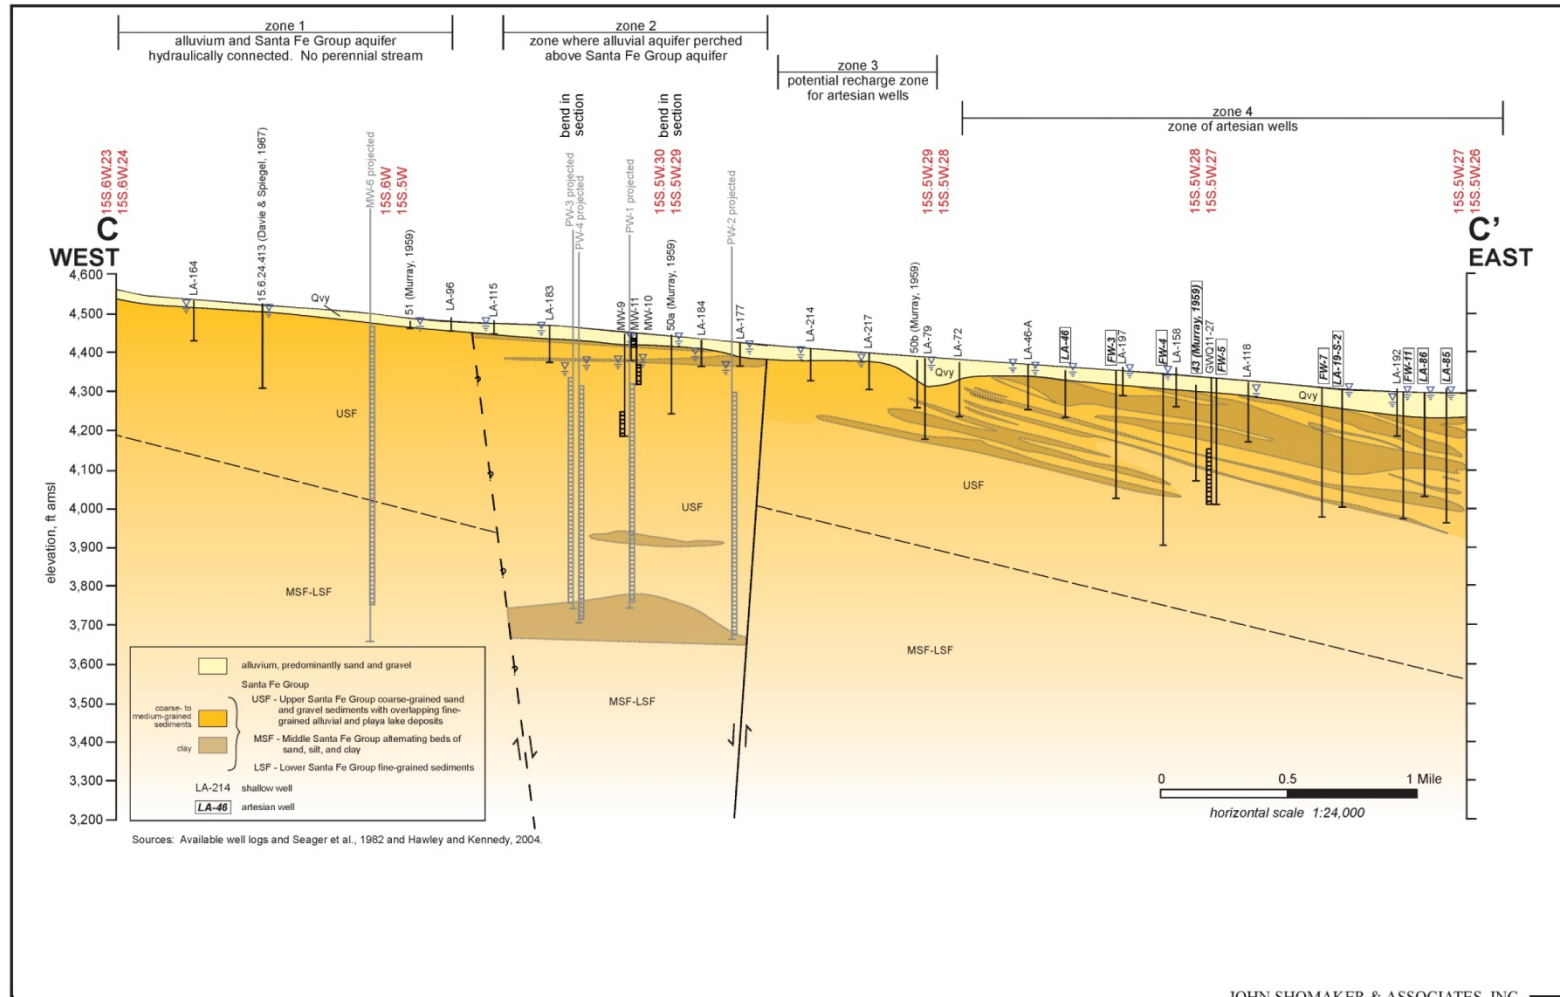 zone 1
alluvium and Santa Fe Group aquifer
hydraulically connected.  No perennial stream
zone 2
zone where alluvial aquifer perched
above Santa Fe Group aquifer
zone 3
potential recharge zone
for artesian wells
zone 4
zone of artesian wells
bend in
section
bend in
section
15S.6W.23
15S.6W.24
15S.6W
15S.5W
15S.5W.30
15S.5W.29
15S.5W.29
15S.5W.28
15S.5W.28
15S.5W.27
15S.5W.27
15S.5W.26
C
WEST
C'
EAST
LA-164
15.6.24.413 (Davie & Spiegel, 1967)
MW-6 projected
51 (Murray, 1959)
LA-96
LA-115
LA-183
PW-3 projected
PW-4 projected
MW-9
PW-1 projected
MW-11
MW-10
50a (Murray, 1959)
LA-184
PW-2 projected
LA-177
LA-214
LA-217
50b (Murray, 1959)
LA-79
LA-72
LA-46-A
LA-46
FW-3
LA-197
FW-4
LA-158
43 (Murray, 1959)
GWQ11-27
FW-5
LA-118
FW-7
LA-19-S-2
LA-192
FW-11
LA-86
LA-85
Qvy
Qvy
Qvy
USF
USF
USF
MSF-LSF
MSF-LSF
MSF-LSF
? 
?
?
?
elevation, ft amsl
4,600
4,500
4,400
4,300
4,200
4,100
4,000
3,900
3,800
3,700
3,600
3,500
3,400
3,300
3,200
alluvium, predominantly sand and gravel
Santa Fe Group
coarse- to
medium-grained
sediments
USF - Upper Santa Fe Group coarse-grained sand
and gravel sediments with overlapping fine-
grained alluvial and playa lake deposits
clay
MSF - Middle Santa Fe Group alternating beds of
sand, silt, and clay
LSF - Lower Santa Fe Group fine-grained sediments
LA-214 shallow well
LA-46 artesian well
0 0.5 1 Mile
horizontal scale  1:24,000
Sources:  Available well logs and Seager et al., 1982 and Hawley and Kennedy, 2004.
JOHN SHOMAKER & ASSOCIATES, INC.